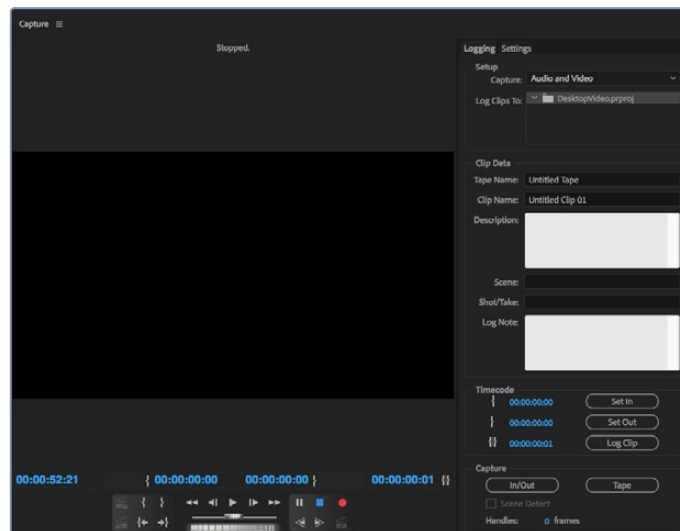 Capture
Stopped.
Logging Settings
Setup
Capture: Audio and Video
Log Clips To: DesktopVideo.prproj
Clip Data
Tape Name: Untitled Tape
Clip Name: Untitled Clip 01
Description:
Scene:
Shot/Take:
Log Note:
Timecode
{ 00:00:00:00 Set In
} 00:00:00:00 Set Out
{} 00:00:00:01 Log Clip
00:00:52:21 { 00:00:00:00 00:00:00:00 } 00:00:00:01 {}
Capture
In/Out Tape
Scene Detect
Handles: 0 frames